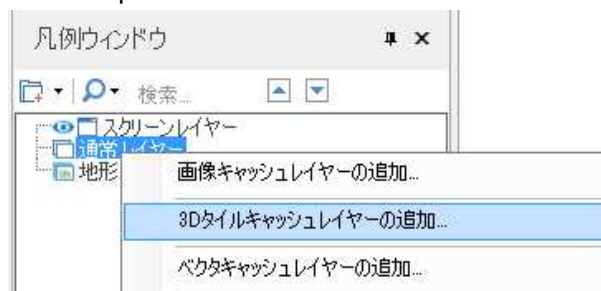 凡例ウィンドウ
検索...
スクリーンレイヤー
通常レイヤー
地形
画像キャッシュレイヤーの追加...
3Dタイルキャッシュレイヤーの追加...
ベクタキャッシュレイヤーの追加...